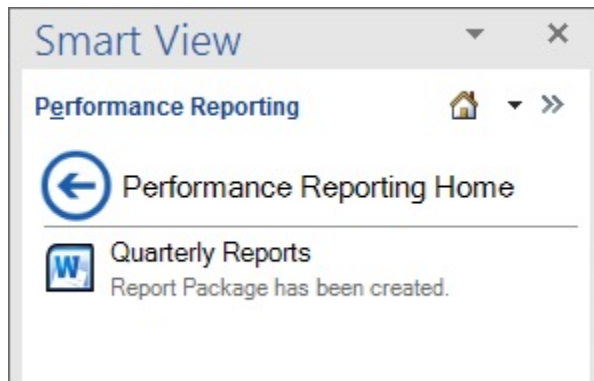 Smart View
Performance Reporting
Performance Reporting Home
W
Quarterly Reports
Report Package has been created.